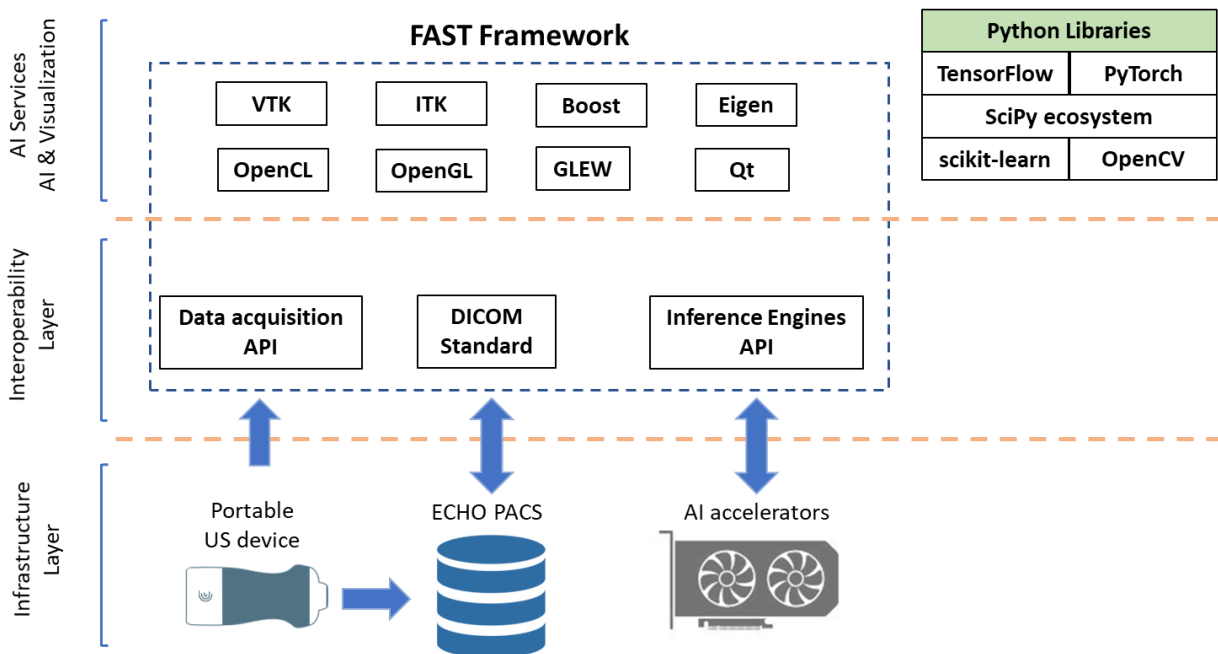 FAST Framework
AI Services
AI & Visualization
VTK
ITK
Boost
Eigen
OpenCL
OpenGL
GLEW
Qt
Python Libraries
TensorFlow
PyTorch
SciPy ecosystem
scikit-learn
OpenCV
Interoperability
Layer
Data acquisition
API
DICOM
Standard
Inference Engines
API
Infrastructure
Layer
Portable
US device
ECHO PACS
AI accelerators